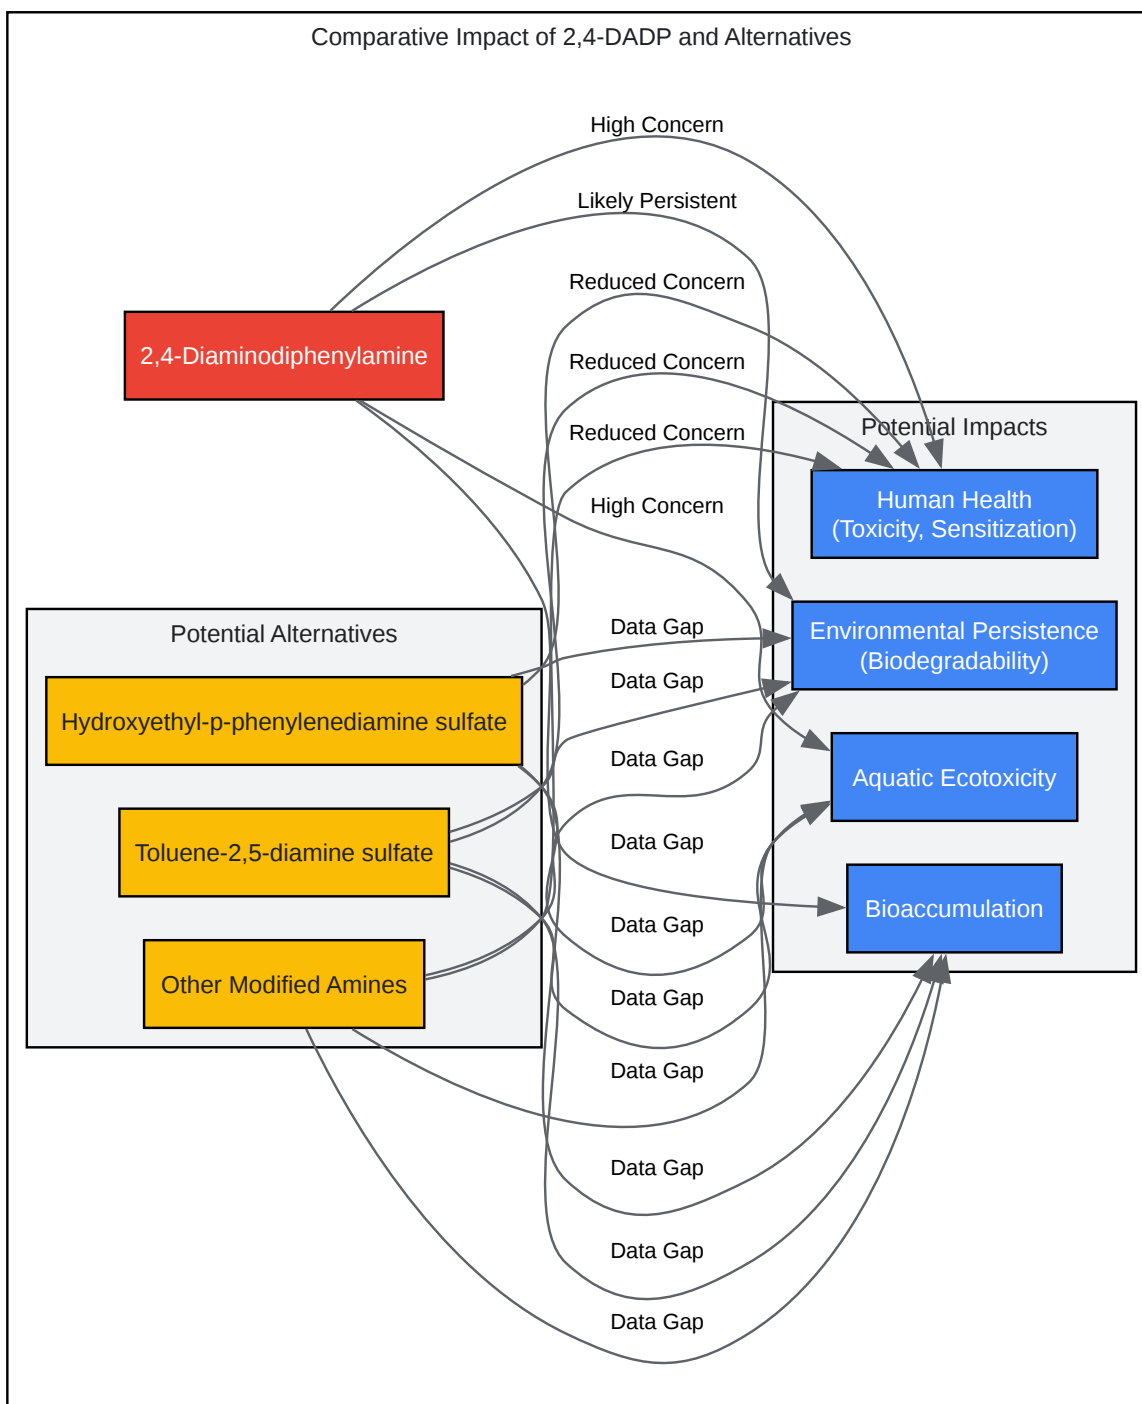 Comparative Impact of 2,4-DADP and Alternatives
High Concern
Likely Persistent
Reduced Concern
2,4-Diaminodiphenylamine
Reduced Concern
Potential Impacts
Reduced Concern
Human Health
(Toxicity, Sensitization)
High Concern
Potential Alternatives
Data Gap
Environmental Persistence
(Biodegradability)
Hydroxyethyl-p-phenylenediamine sulfate
Data Gap
Data Gap
Aquatic Ecotoxicity
Toluene-2,5-diamine sulfate
Data Gap
Data Gap
Bioaccumulation
Other Modified Amines
Data Gap
Data Gap
Data Gap
Data Gap
Data Gap